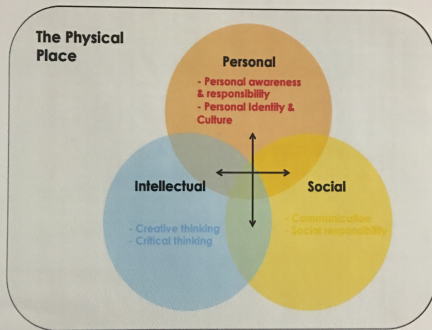 The Physical
Place
Personal
- Personal awareness
& responsibility
- Personal Identity &
Culture
Intellectual
- Creative thinking
- Critical thinking
Social
- Communication
- Social responsibility